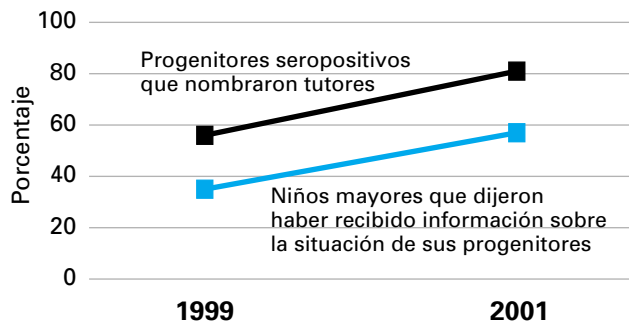 100
Progenitores seropositivos
que nombraron tutores
80
60
40
20
0
Porcentaje
Niños mayores que dijeron
haber recibido información sobre
la situación de sus progenitores
1999
2001